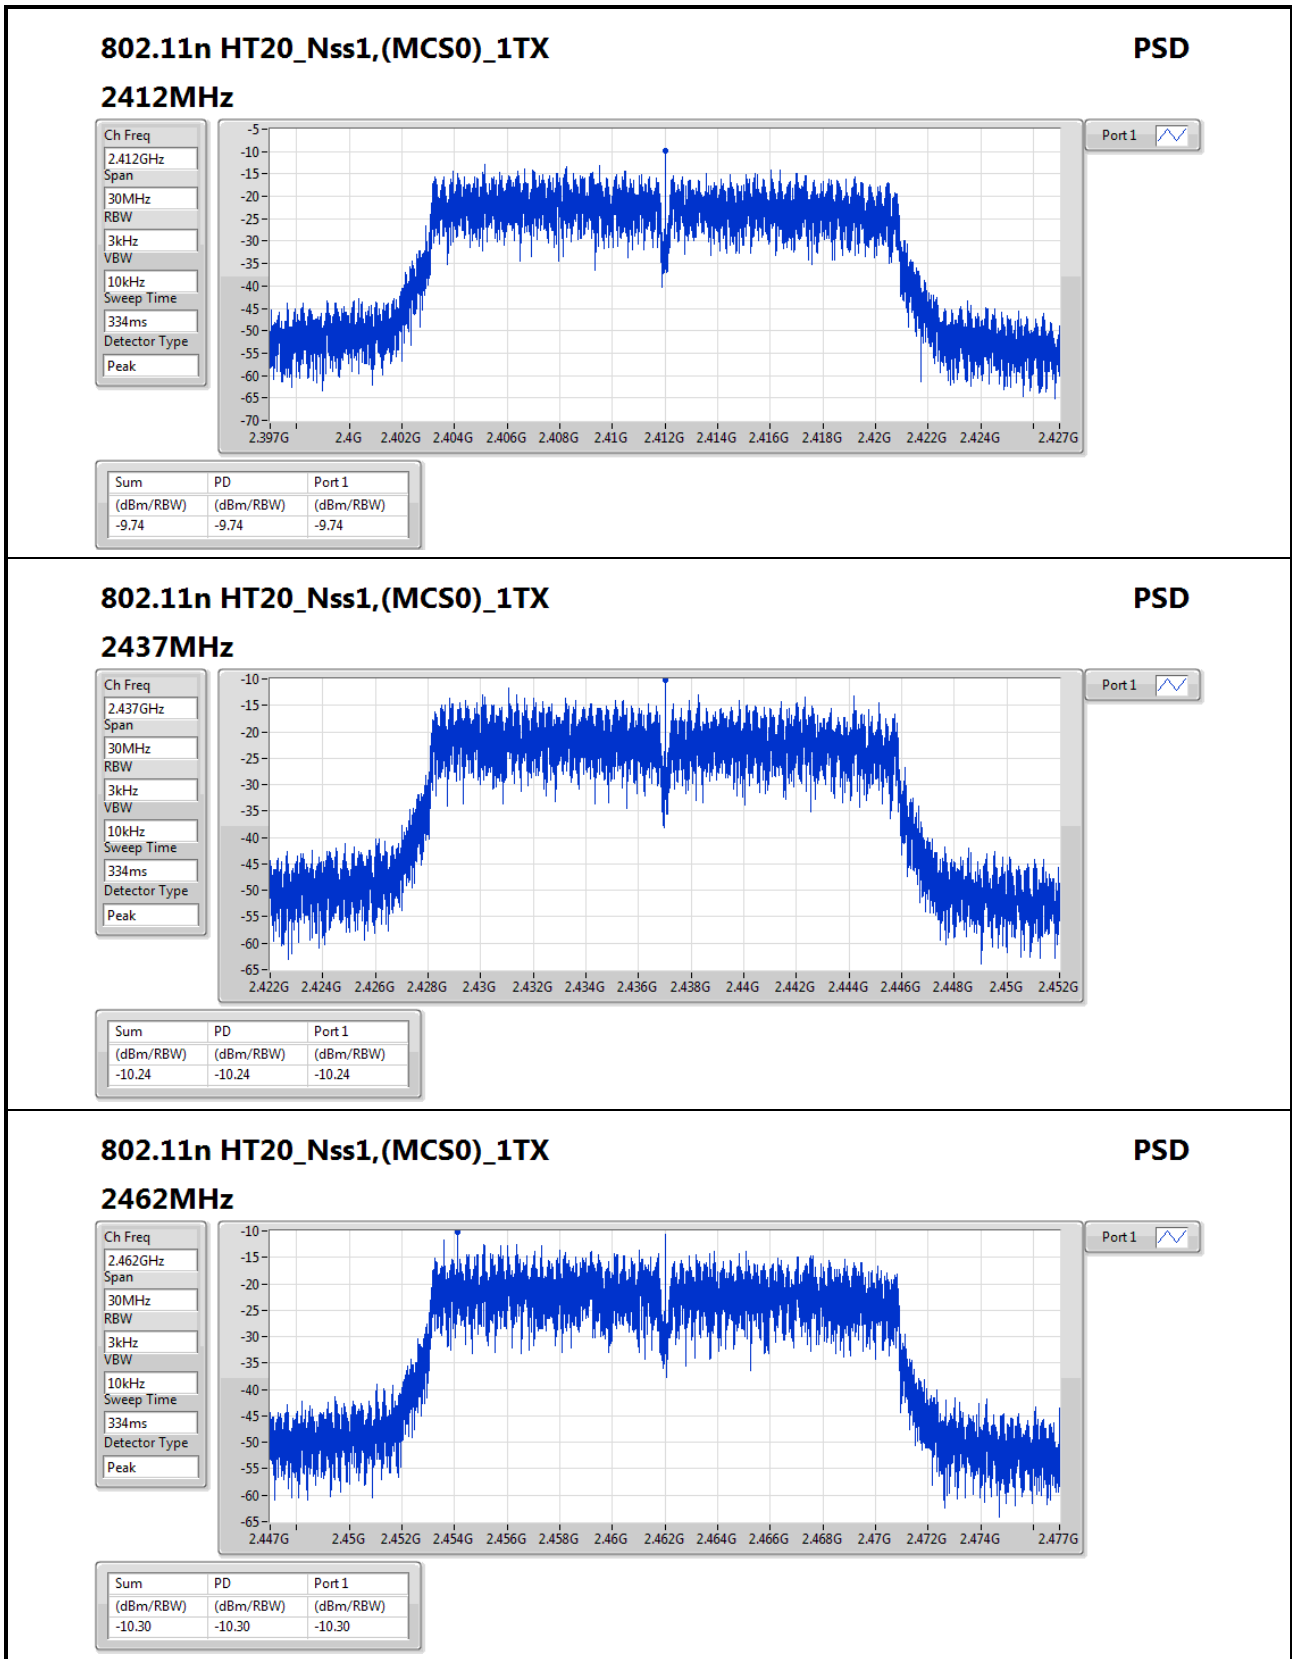 802.11n HT20_Nss1,(MCS0)_1TX PSD
2412MHz
Ch Freq
2.412GHz
Span
30MHz
RBW
3kHz
VBW
10kHz
Sweep Time
334ms
Detector Type
Peak
-5
-10
-15
-20
-25
-30
-35
-40
-45
-50
-55
-60
-65
-70
2.397G 2.4G 2.402G 2.404G 2.406G 2.408G 2.41G 2.412G 2.414G 2.416G 2.418G 2.42G 2.422G 2.424G 2.427G
Port 1
Sum PD Port 1
(dBm/RBW) (dBm/RBW) (dBm/RBW)
-9.74 -9.74 -9.74
802.11n HT20_Nss1,(MCS0)_1TX PSD
2437MHz
Ch Freq
2.437GHz
Span
30MHz
RBW
3kHz
VBW
10kHz
Sweep Time
334ms
Detector Type
Peak
-10
-15
-20
-25
-30
-35
-40
-45
-50
-55
-60
-65
2.422G 2.424G 2.426G 2.428G 2.43G 2.432G 2.434G 2.436G 2.438G 2.44G 2.442G 2.444G 2.446G 2.448G 2.45G 2.452G
Port 1
Sum PD Port 1
(dBm/RBW) (dBm/RBW) (dBm/RBW)
-10.24 -10.24 -10.24
802.11n HT20_Nss1,(MCS0)_1TX PSD
2462MHz
Ch Freq
2.462GHz
Span
30MHz
RBW
3kHz
VBW
10kHz
Sweep Time
334ms
Detector Type
Peak
-10
-15
-20
-25
-30
-35
-40
-45
-50
-55
-60
-65
2.447G 2.45G 2.452G 2.454G 2.456G 2.458G 2.46G 2.462G 2.464G 2.466G 2.468G 2.47G 2.472G 2.474G 2.477G
Port 1
Sum PD Port 1
(dBm/RBW) (dBm/RBW) (dBm/RBW)
-10.30 -10.30 -10.30